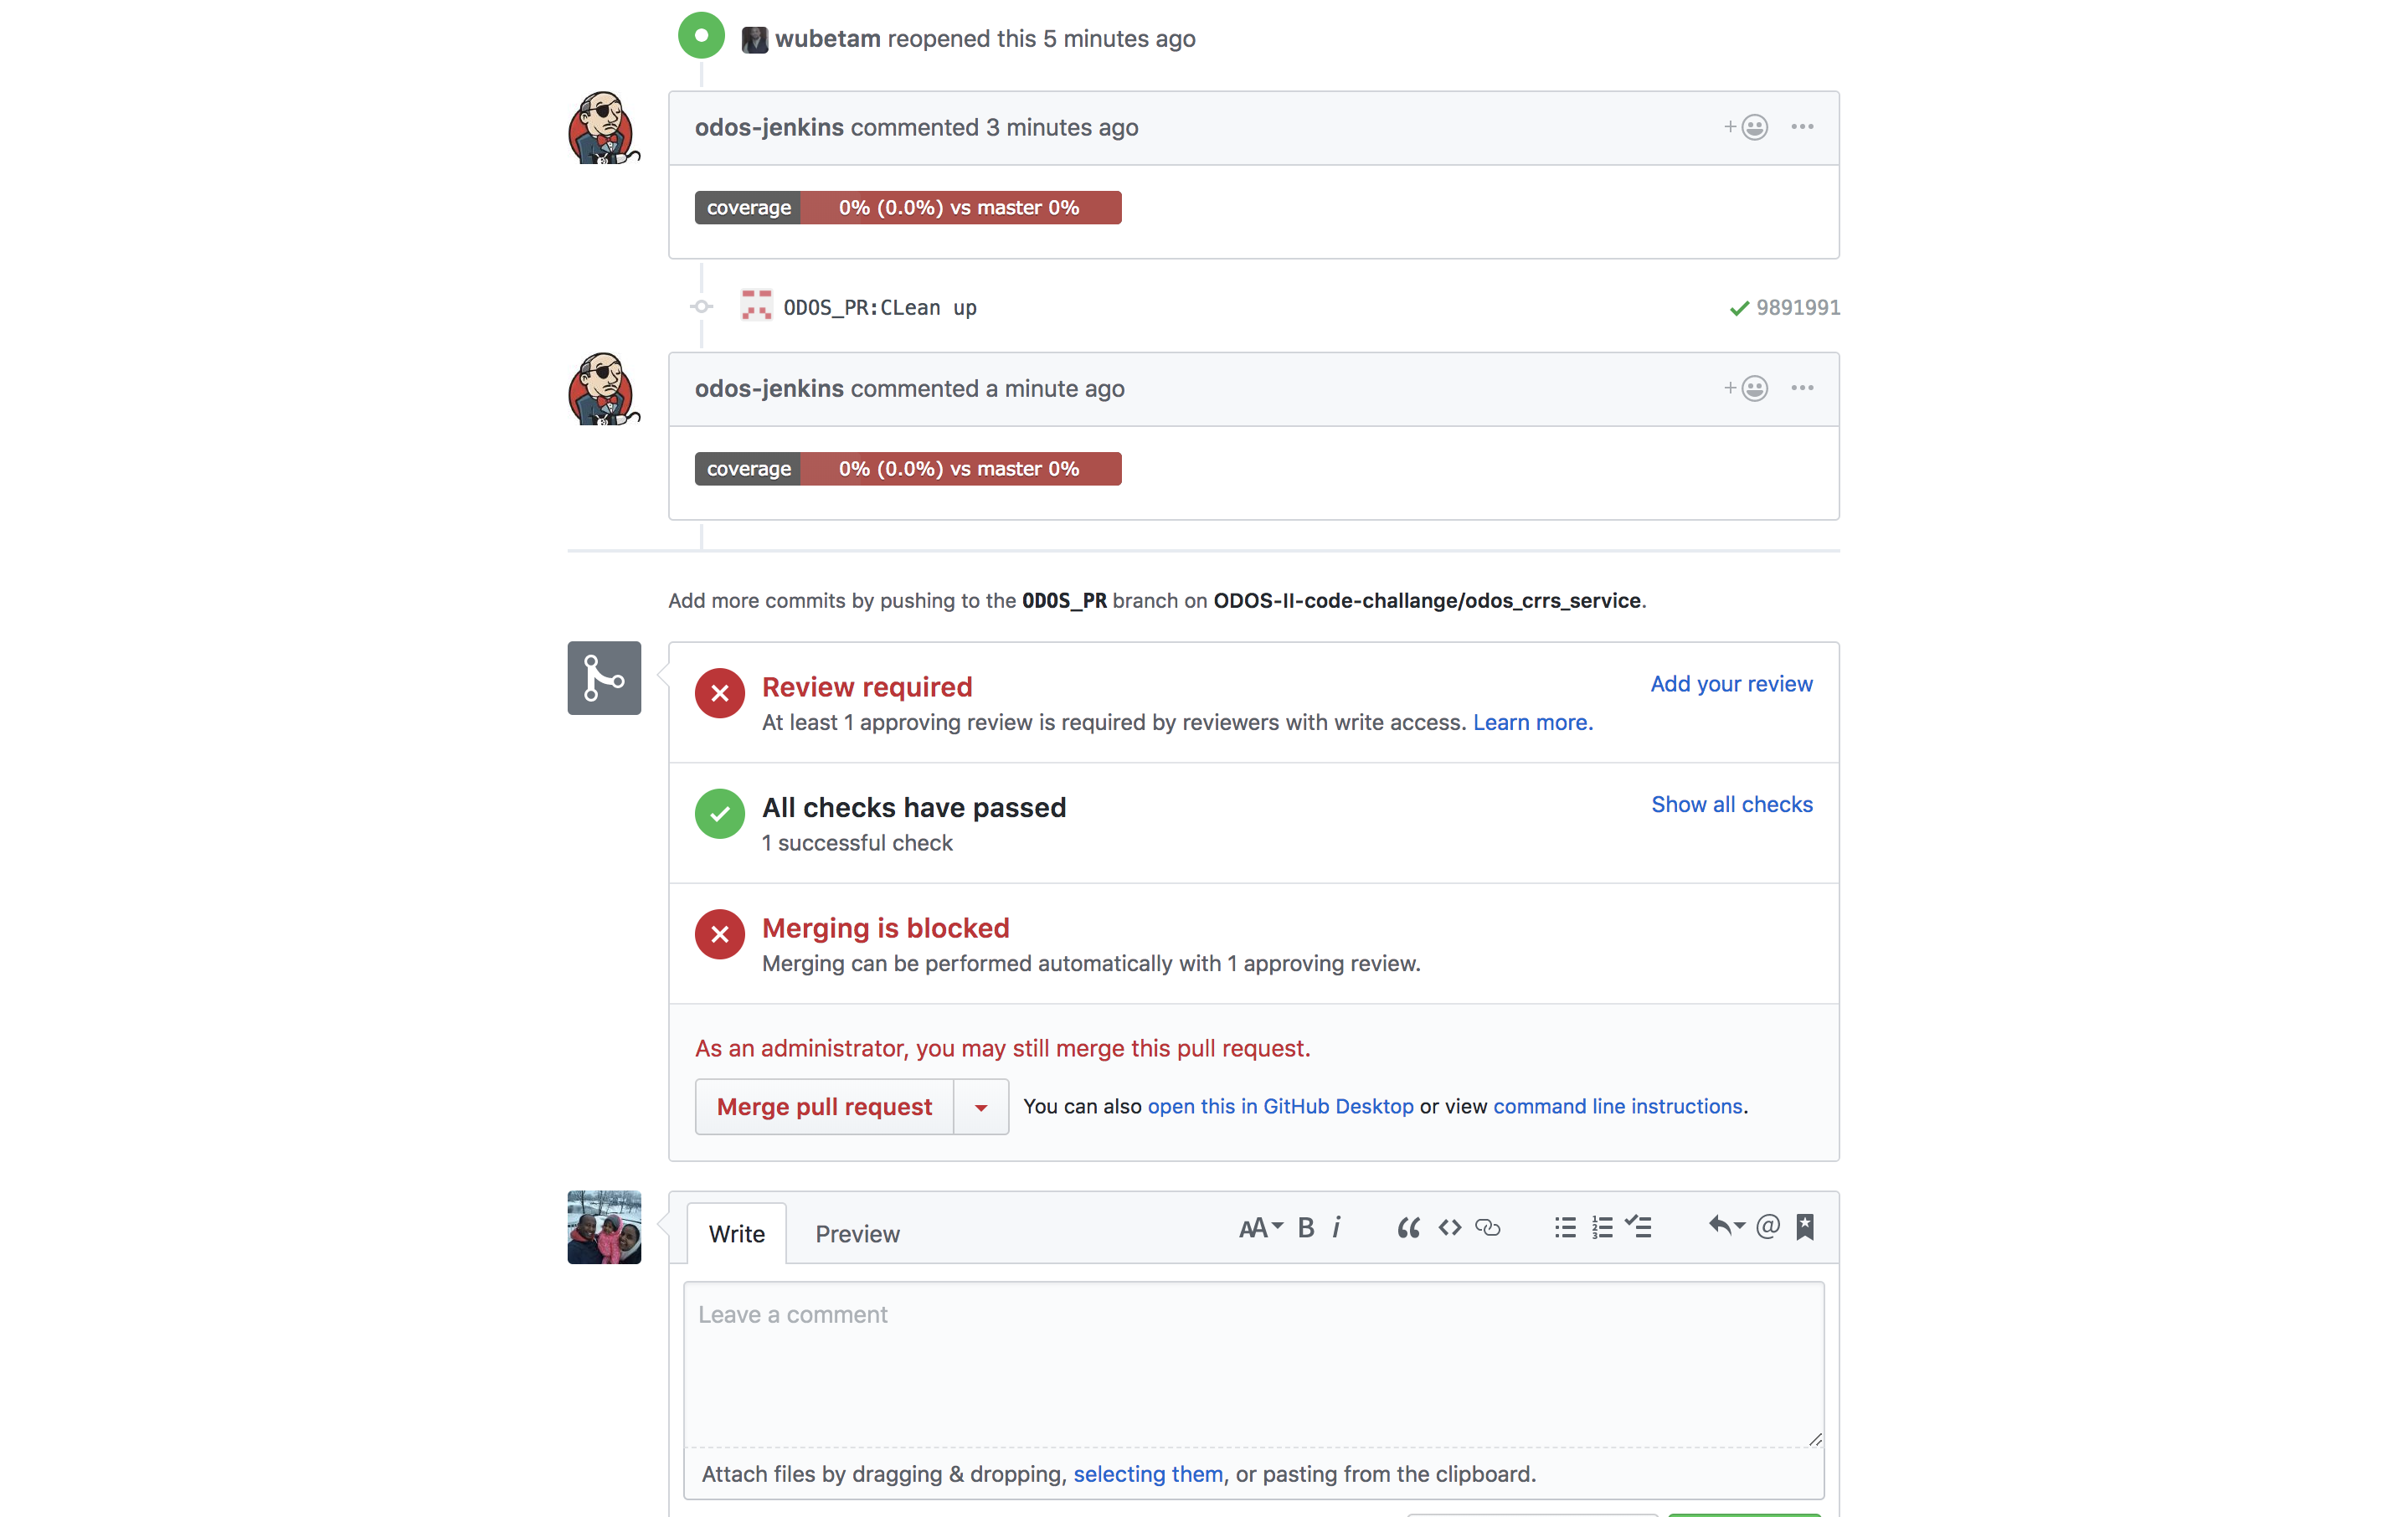 wubetam reopened this 5 minutes ago
odos-jenkins commented 3 minutes ago
coverage 0% (0.0%) vs master 0%
ODOS_PR:CLean up 9891991
odos-jenkins commented a minute ago
coverage 0% (0.0%) vs master 0%
Add more commits by pushing to the ODOS_PR branch on ODOS-II-code-challange/odos_crrs_service.
Review required Add your review
At least 1 approving review is required by reviewers with write access. Learn more.
All checks have passed Show all checks
1 successful check
Merging is blocked
Merging can be performed automatically with 1 approving review.
As an administrator, you may still merge this pull request.
Merge pull request You can also open this in GitHub Desktop or view command line instructions.
Write Preview
Leave a comment
Attach files by dragging & dropping, selecting them, or pasting from the clipboard.